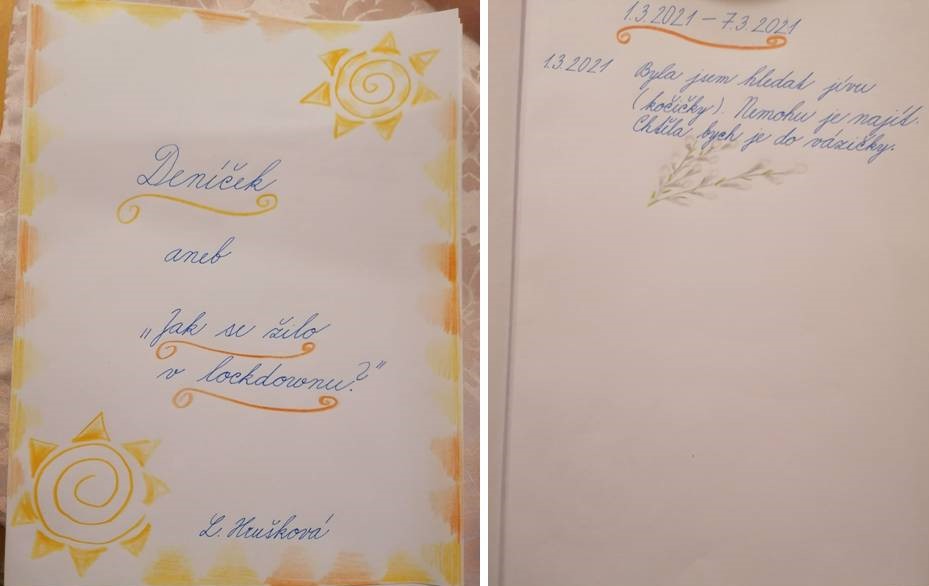 Deníček
aneb
„Jak se žilo
v lockdownu?"
L. Hrušková
1.3.2021 – 7.3.2021
1.3.2021 Byla jsem hledat jívu
(kočičky). Nemohu je najít.
Chtěla bych je do vázičky.